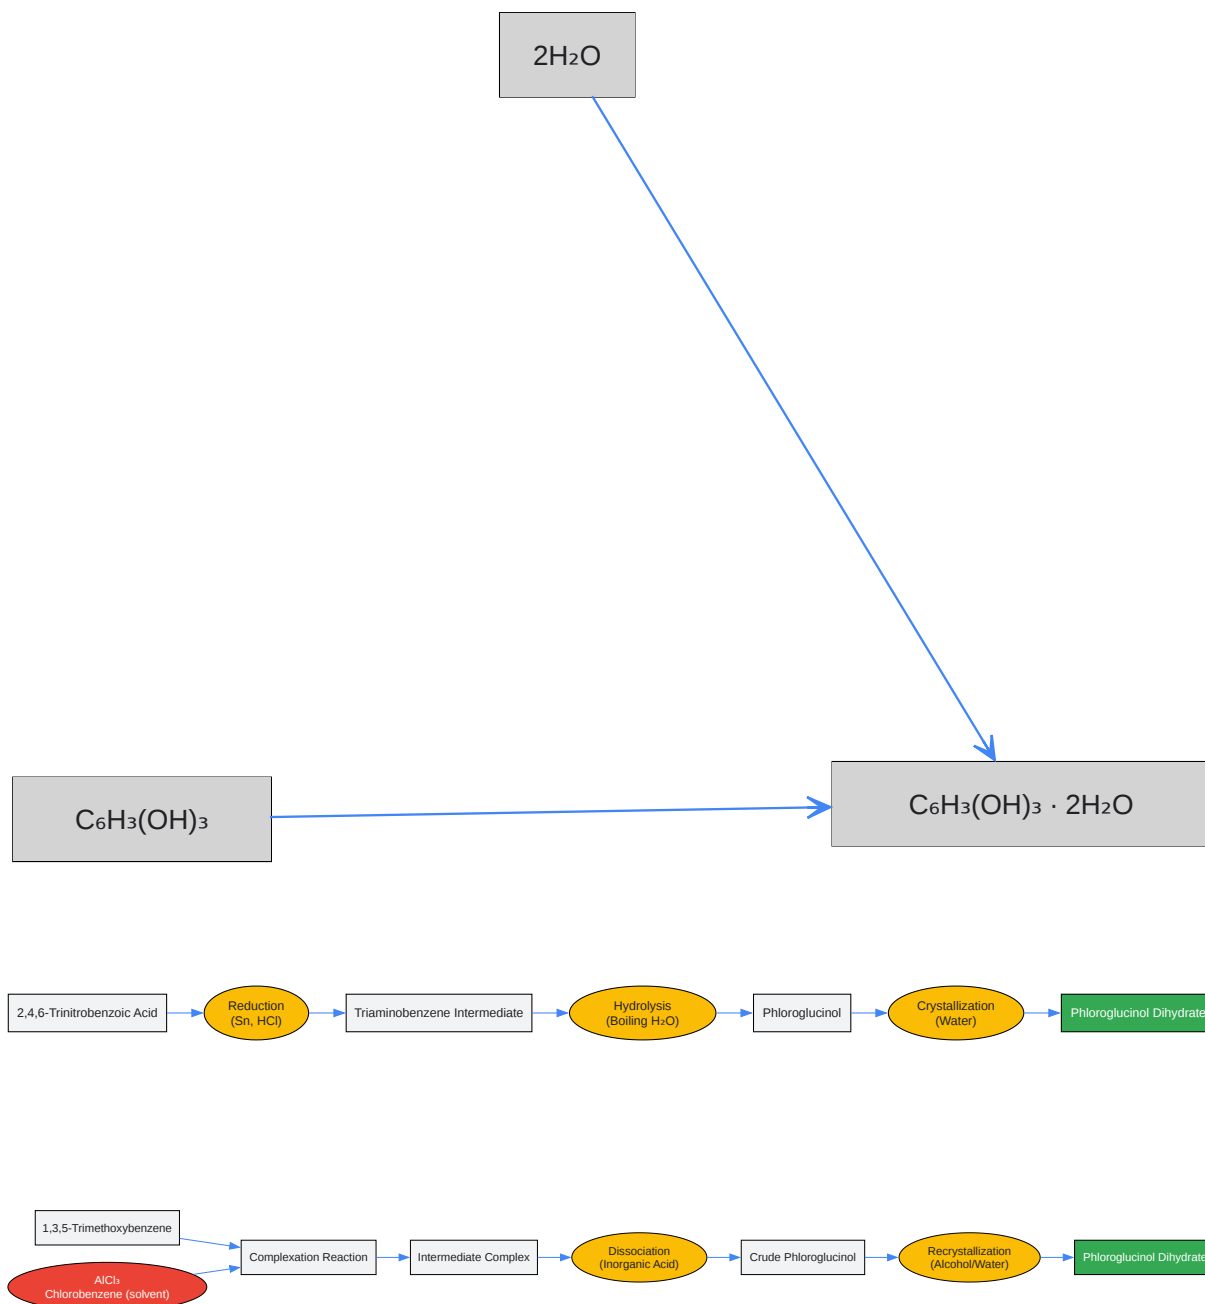 2H₂O
C₆H₃(OH)₃
C₆H₃(OH)₃ · 2H₂O
2,4,6-Trinitrobenzoic Acid
Reduction
(Sn, HCl)
Triaminobenzene Intermediate
Hydrolysis
(Boiling H₂O)
Phloroglucinol
Crystallization
(Water)
Phloroglucinol Dihydrate
1,3,5-Trimethoxybenzene
AlCl₃
Chlorobenzene (solvent)
Complexation Reaction
Intermediate Complex
Dissociation
(Inorganic Acid)
Crude Phloroglucinol
Recrystallization
(Alcohol/Water)
Phloroglucinol Dihydrate